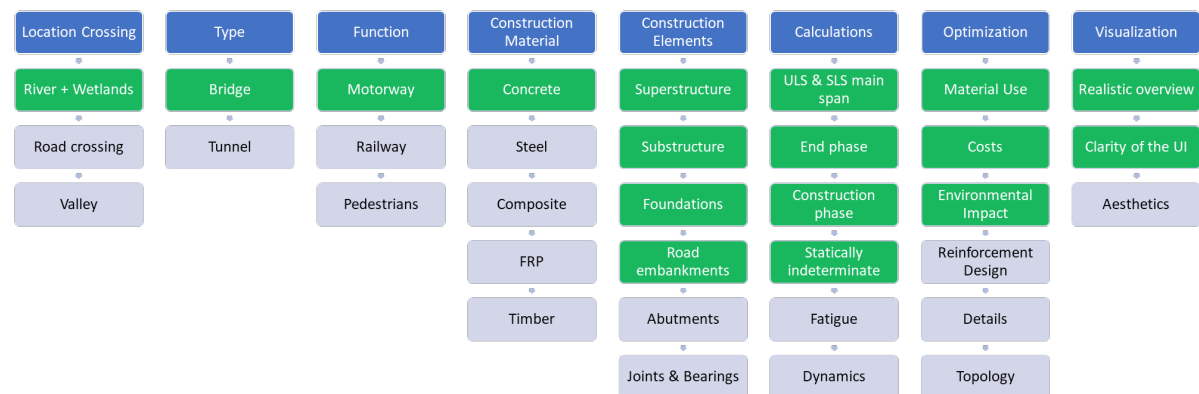 Location Crossing
River + Wetlands
Road crossing
Valley
Type
Bridge
Tunnel
Function
Motorway
Railway
Pedestrians
Construction
Material
Concrete
Steel
Composite
FRP
Timber
Construction
Elements
Superstructure
Substructure
Foundations
Road
embankments
Abutments
Joints & Bearings
Calculations
ULS & SLS main
span
End phase
Construction
phase
Statically
indeterminate
Fatigue
Dynamics
Optimization
Material Use
Costs
Environmental
Impact
Reinforcement
Design
Details
Topology
Visualization
Realistic overview
Clarity of the UI
Aesthetics